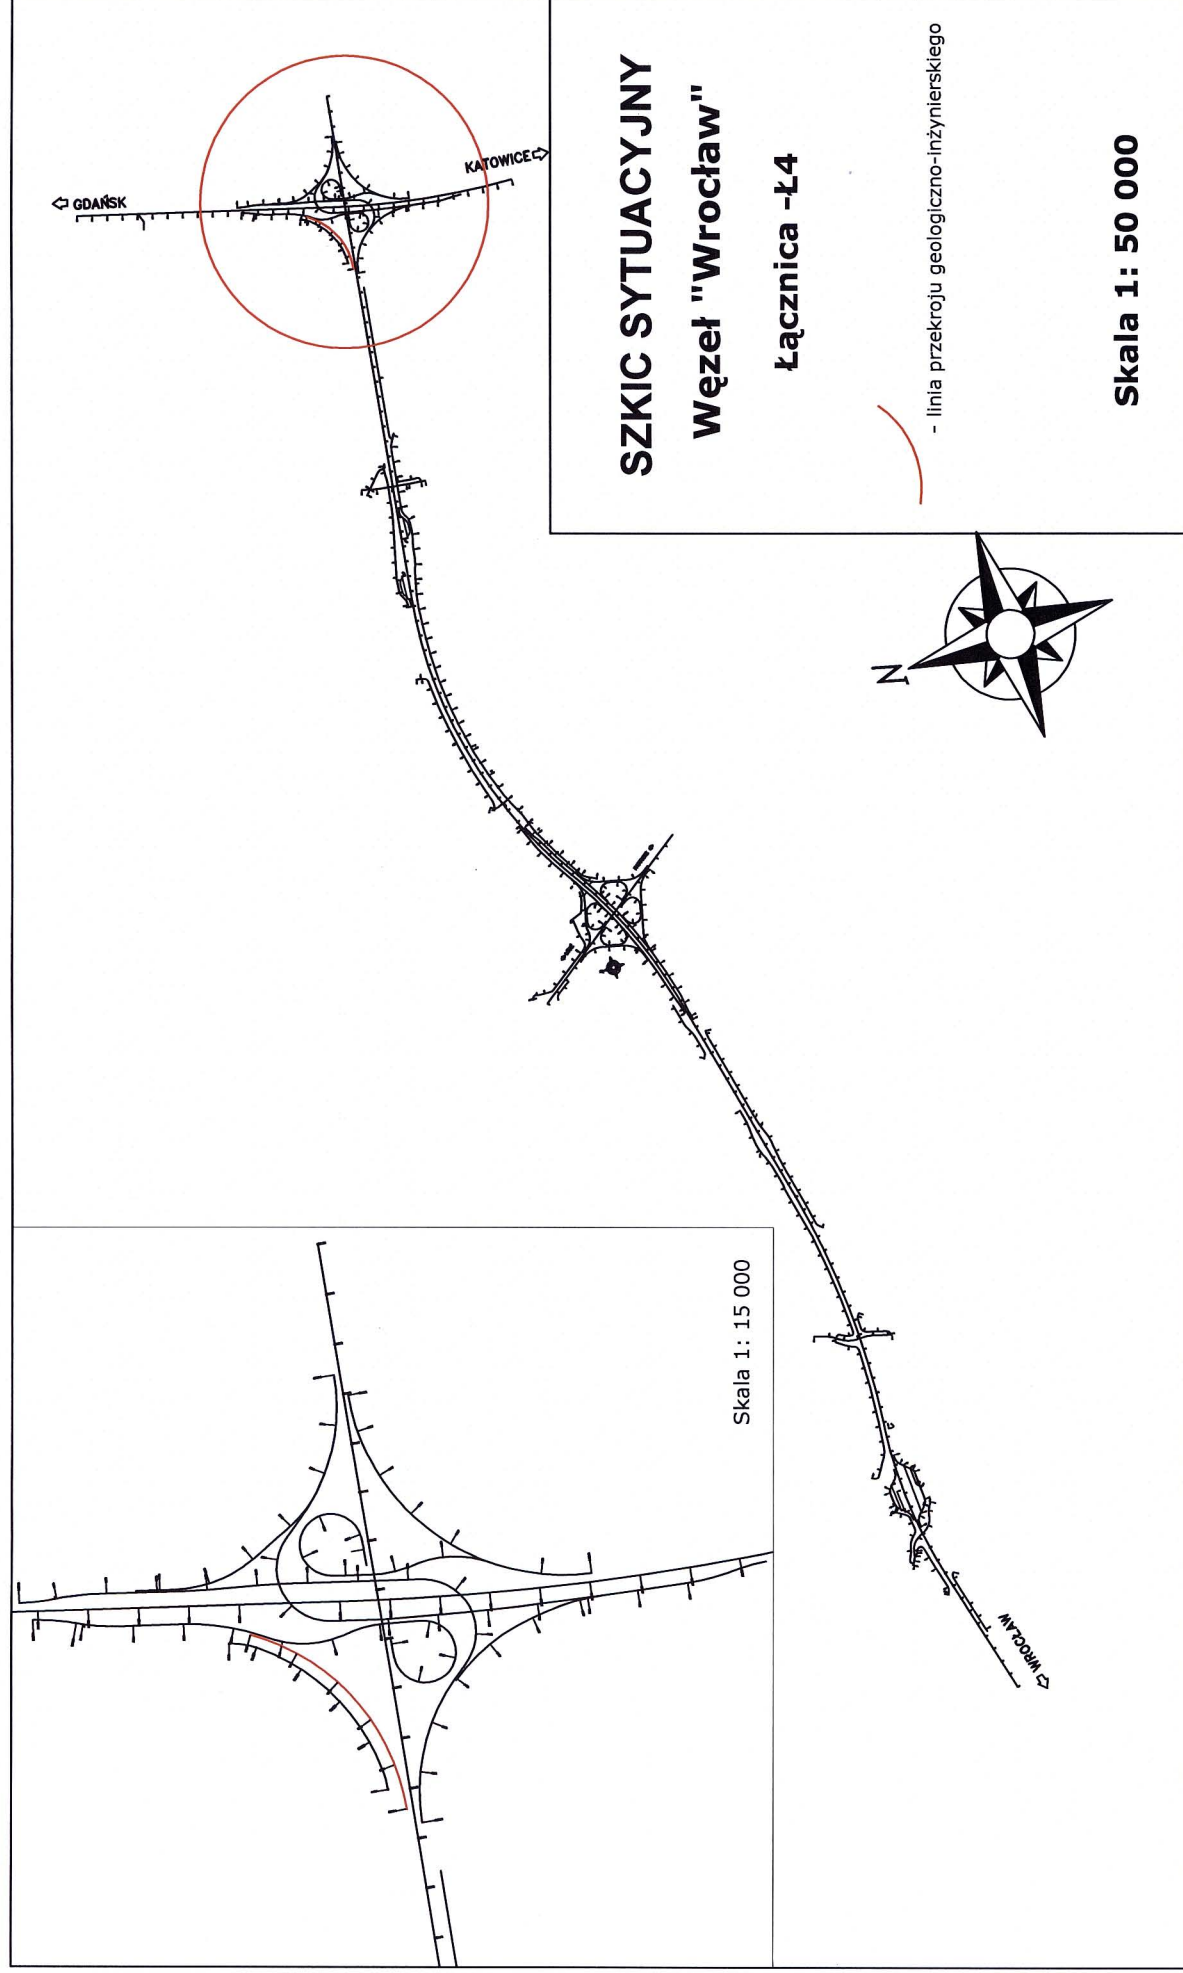 SZKIC SYTUACYJNY
Węzeł "Wrocław"
Łącznica -Ł4
- linia przekroju geologiczno-inżynierskiego
Skala 1: 50 000
GDAŃSK
KATOWICE
N
Skala 1: 15 000
WROCŁAW